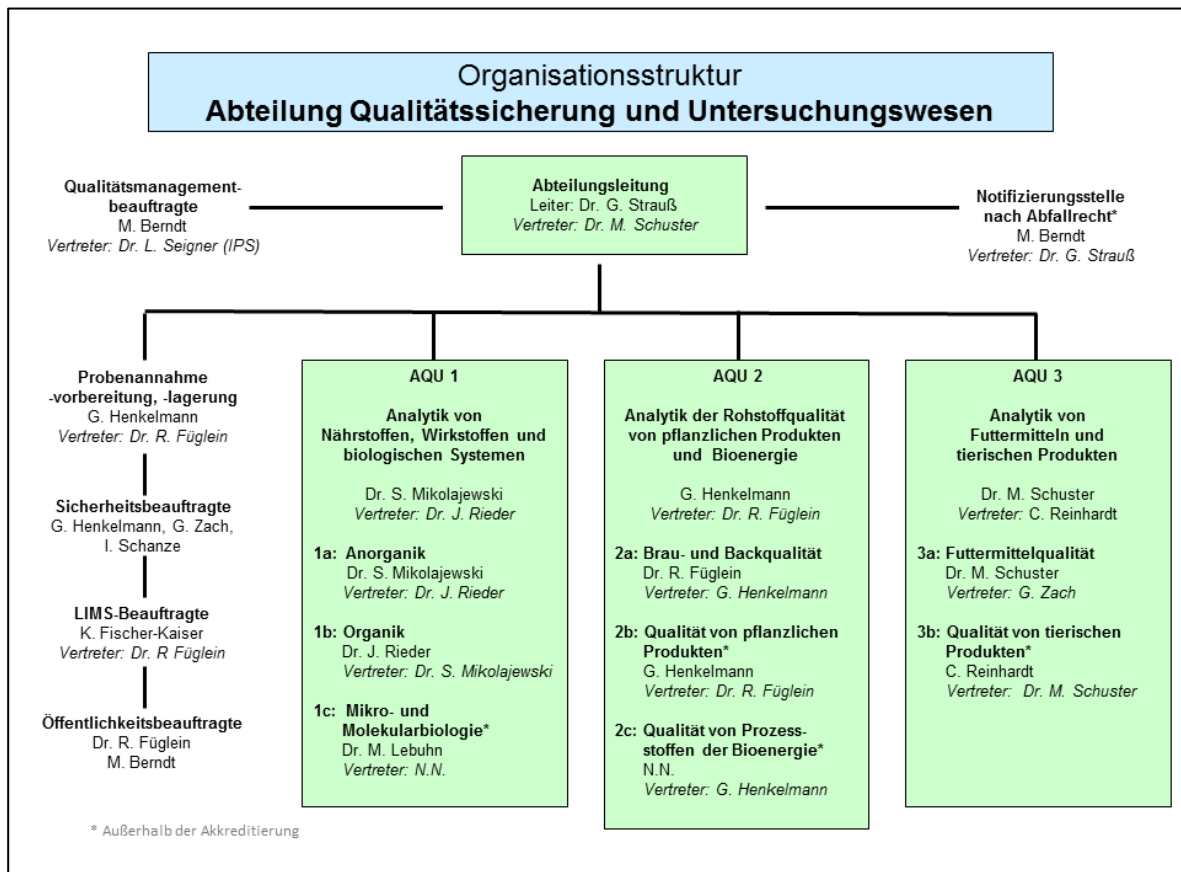 Organisationsstruktur
Abteilung Qualitätssicherung und Untersuchungswesen
Qualitätsmanagement-
beauftragte
M. Berndt
Vertreter: Dr. L. Seigner (IPS)
Abteilungsleitung
Leiter: Dr. G. Strauß
Vertreter: Dr. M. Schuster
Notifizierungsstelle
nach Abfallrecht*
M. Berndt
Vertreter: Dr. G. Strauß
Probenannahme
-vorbereitung, -lagerung
G. Henkelmann
Vertreter: Dr. R. Füglein
Sicherheitsbeauftragte
G. Henkelmann, G. Zach,
I. Schanze
LIMS-Beauftragte
K. Fischer-Kaiser
Vertreter: Dr. R Füglein
Öffentlichkeitsbeauftragte
Dr. R. Füglein
M. Berndt
AQU 1
Analytik von
Nährstoffen, Wirkstoffen und
biologischen Systemen
Dr. S. Mikolajewski
Vertreter: Dr. J. Rieder
1a: Anorganik
Dr. S. Mikolajewski
Vertreter: Dr. J. Rieder
1b: Organik
Dr. J. Rieder
Vertreter: Dr. S. Mikolajewski
1c: Mikro- und
Molekularbiologie*
Dr. M. Lebuhn
Vertreter: N.N.
AQU 2
Analytik der Rohstoffqualität
von pflanzlichen Produkten
und Bioenergie
G. Henkelmann
Vertreter: Dr. R. Füglein
2a: Brau- und Backqualität
Dr. R. Füglein
Vertreter: G. Henkelmann
2b: Qualität von pflanzlichen
Produkten*
G. Henkelmann
Vertreter: Dr. R. Füglein
2c: Qualität von Prozess-
stoffen der Bioenergie*
N.N.
Vertreter: G. Henkelmann
AQU 3
Analytik von
Futtermitteln und
tierischen Produkten
Dr. M. Schuster
Vertreter: C. Reinhardt
3a: Futtermittelqualität
Dr. M. Schuster
Vertreter: G. Zach
3b: Qualität von tierischen
Produkten*
C. Reinhardt
Vertreter: Dr. M. Schuster
* Außerhalb der Akkreditierung